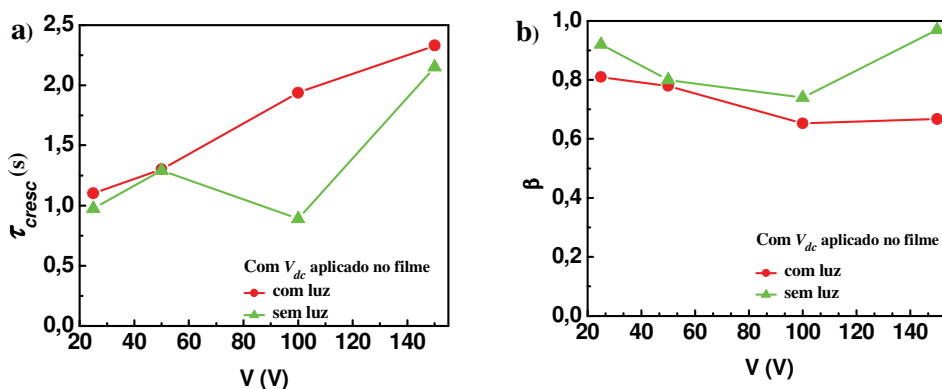 a)
2,5
2,0
1,5
1,0
0,5
0,0
τcresc (s)
Com Vdc aplicado no filme
com luz
sem luz
20 40 60 80 100 120 140
V (V)
b)
1,0
0,8
0,6
0,4
0,2
0,0
β
Com Vdc aplicado no filme
com luz
sem luz
20 40 60 80 100 120 140
V (V)